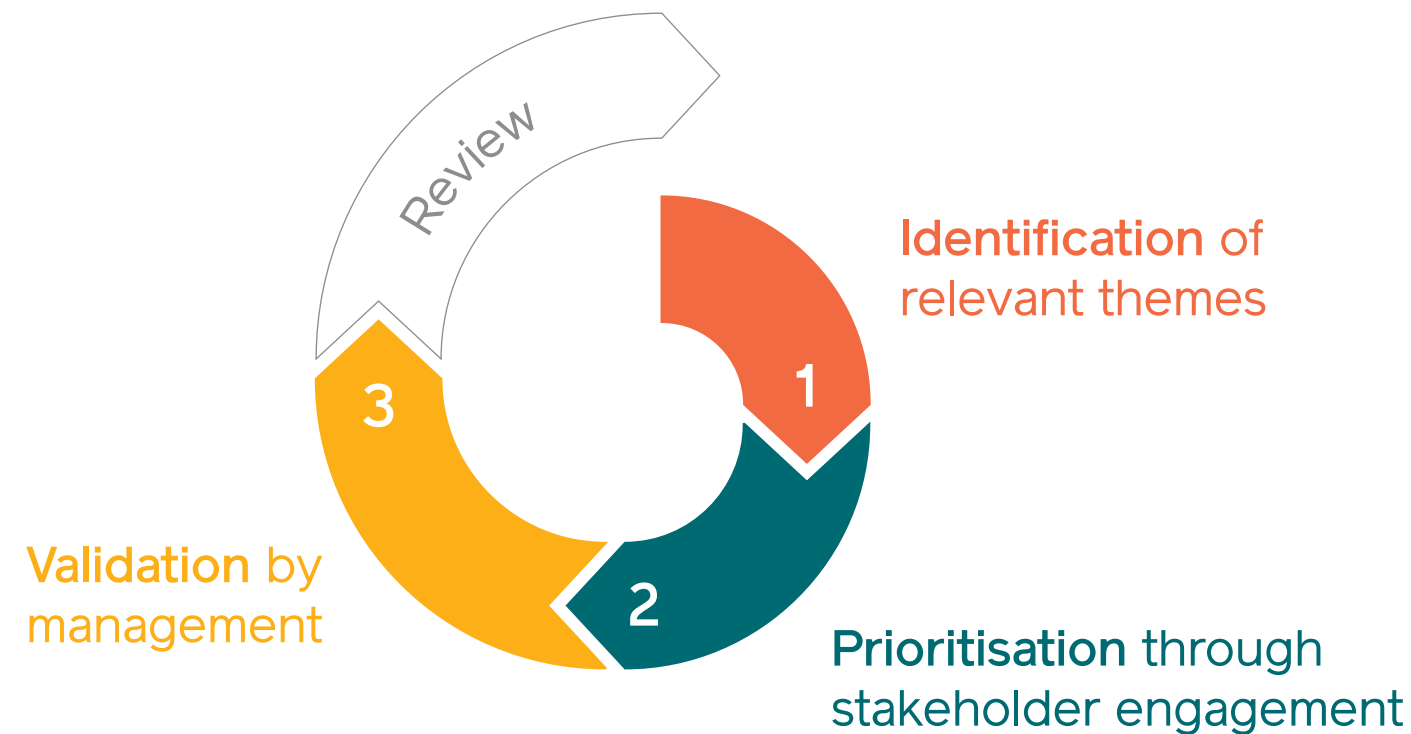 Review
1
Identification of
relevant themes
2
Prioritisation through
stakeholder engagement
3
Validation by
management